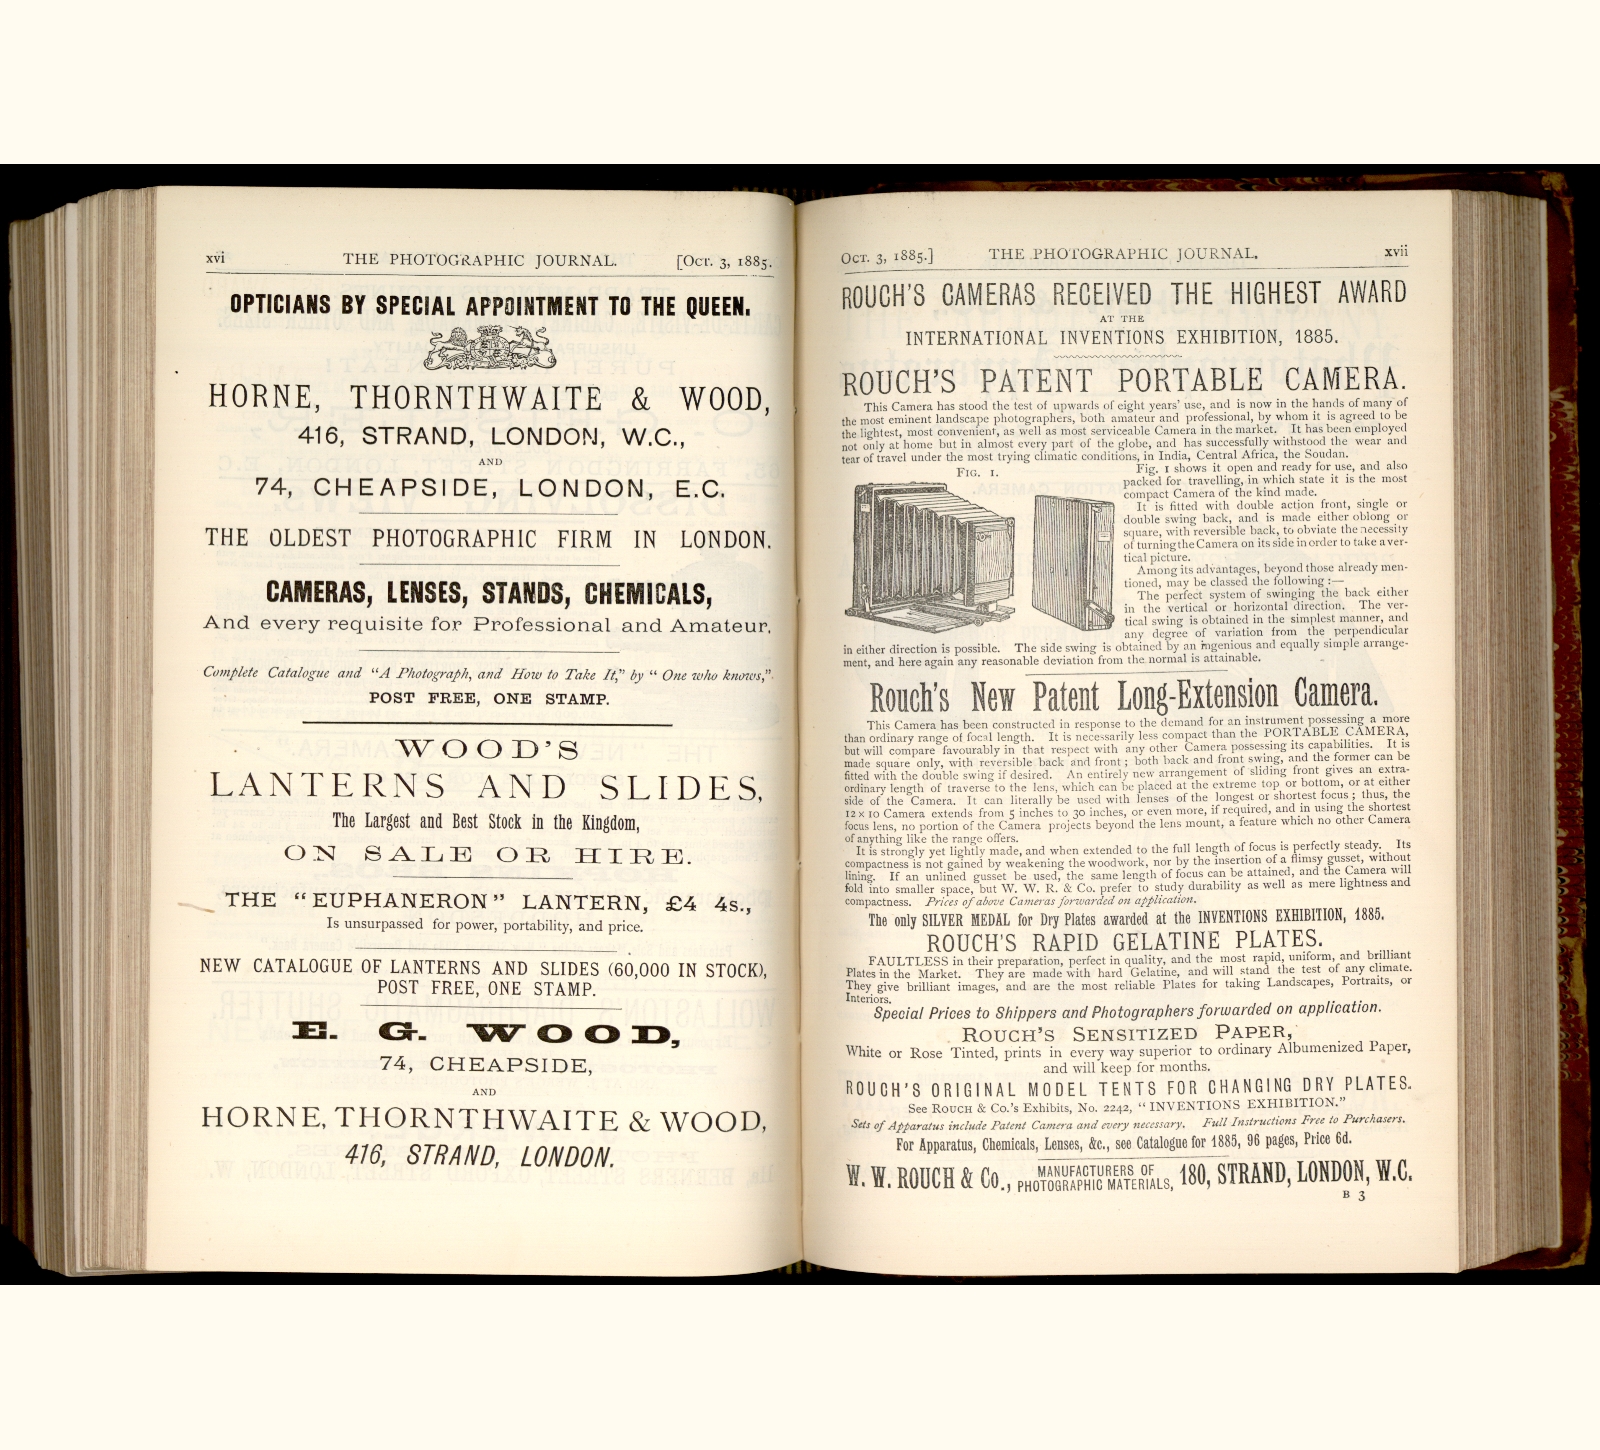 xvi THE PHOTOGRAPHIC JOURNAL. [Oct. 3, 1885.
OPTICIANS BY SPECIAL APPOINTMENT TO THE QUEEN.
HORNE, THORNTHWAITE & WOOD,
416, STRAND, LONDON, W.C.,
AND
74, CHEAPSIDE, LONDON, E.C.
THE OLDEST PHOTOGRAPHIC FIRM IN LONDON.
CAMERAS, LENSES, STANDS, CHEMICALS,
And every requisite for Professional and Amateur.
Complete Catalogue and "A Photograph, and How to Take It," by "One who knows,"
POST FREE, ONE STAMP.
WOOD'S
LANTERNS AND SLIDES,
The Largest and Best Stock in the Kingdom,
ON SALE OR HIRE.
THE "EUPHANERON" LANTERN, £4 4s.,
Is unsurpassed for power, portability, and price.
NEW CATALOGUE OF LANTERNS AND SLIDES (60,000 IN STOCK),
POST FREE, ONE STAMP.
E. G. WOOD,
74, CHEAPSIDE,
AND
HORNE, THORNTHWAITE & WOOD,
416, STRAND, LONDON.
Oct. 3, 1885.] THE PHOTOGRAPHIC JOURNAL. xvii
ROUCH'S CAMERAS RECEIVED THE HIGHEST AWARD
AT THE
INTERNATIONAL INVENTIONS EXHIBITION, 1885.
ROUCH'S PATENT PORTABLE CAMERA.
This Camera has stood the test of upwards of eight years' use, and is now in the hands of many of
the most eminent landscape photographers, both amateur and professional, by whom it is agreed to be
the lightest, most convenient, as well as most serviceable Camera in the market. It has been employed
not only at home but in almost every part of the globe, and has successfully withstood the wear and
tear of travel under the most trying climatic conditions, in India, Central Africa, the Soudan.
Fig. 1.
Fig. 1 shows it open and ready for use, and also
packed for travelling, in which state it is the most
compact Camera of the kind made.
It is fitted with double action front, single or
double swing back, and is made either oblong or
square, with reversible back, to obviate the necessity
of turning the Camera on its side in order to take a ver-
tical picture.
Among its advantages, beyond those already men-
tioned, may be classed the following :—
The perfect system of swinging the back either
in the vertical or horizontal direction. The ver-
tical swing is obtained in the simplest manner, and
any degree of variation from the perpendicular
in either direction is possible. The side swing is obtained by an ingenious and equally simple arrange-
ment, and here again any reasonable deviation from the normal is attainable.
Rouch's New Patent Long-Extension Camera.
This Camera has been constructed in response to the demand for an instrument possessing a more
than ordinary range of focal length. It is necessarily less compact than the PORTABLE CAMERA,
but will compare favourably in that respect with any other Camera possessing its capabilities. It is
made square only, with reversible back and front; both back and front swing, and the former can be
fitted with the double swing if desired. An entirely new arrangement of sliding front gives an extra-
ordinary length of traverse to the lens, which can be placed at the extreme top or bottom, or at either
side of the Camera. It can literally be used with lenses of the longest or shortest focus; thus, the
12 × 10 Camera extends from 5 inches to 30 inches, or even more, if required, and in using the shortest
focus lens, no portion of the Camera projects beyond the lens mount, a feature which no other Camera
of anything like the range offers.
It is strongly yet lightly made, and when extended to the full length of focus is perfectly steady. Its
compactness is not gained by weakening the woodwork, nor by the insertion of a flimsy gusset, without
lining. If an unlined gusset be used, the same length of focus can be attained, and the Camera will
fold into smaller space, but W. W. R. & Co. prefer to study durability as well as mere lightness and
compactness. Prices of above Cameras forwarded on application.
The only SILVER MEDAL for Dry Plates awarded at the INVENTIONS EXHIBITION, 1885.
ROUCH'S RAPID GELATINE PLATES.
FAULTLESS in their preparation, perfect in quality, and the most rapid, uniform, and brilliant
Plates in the Market. They are made with hard Gelatine, and will stand the test of any climate.
They give brilliant images, and are the most reliable Plates for taking Landscapes, Portraits, or
Interiors.
Special Prices to Shippers and Photographers forwarded on application.
ROUCH'S SENSITIZED PAPER,
White or Rose Tinted, prints in every way superior to ordinary Albumenized Paper,
and will keep for months.
ROUCH'S ORIGINAL MODEL TENTS FOR CHANGING DRY PLATES.
See ROUCH & Co.'s Exhibits, No. 2242, "INVENTIONS EXHIBITION."
Sets of Apparatus include Patent Camera and every necessary. Full Instructions Free to Purchasers.
For Apparatus, Chemicals, Lenses, &c., see Catalogue for 1885, 96 pages, Price 6d.
W. W. ROUCH & Co., MANUFACTURERS OF PHOTOGRAPHIC MATERIALS, 180, STRAND, LONDON, W.C.
B 3